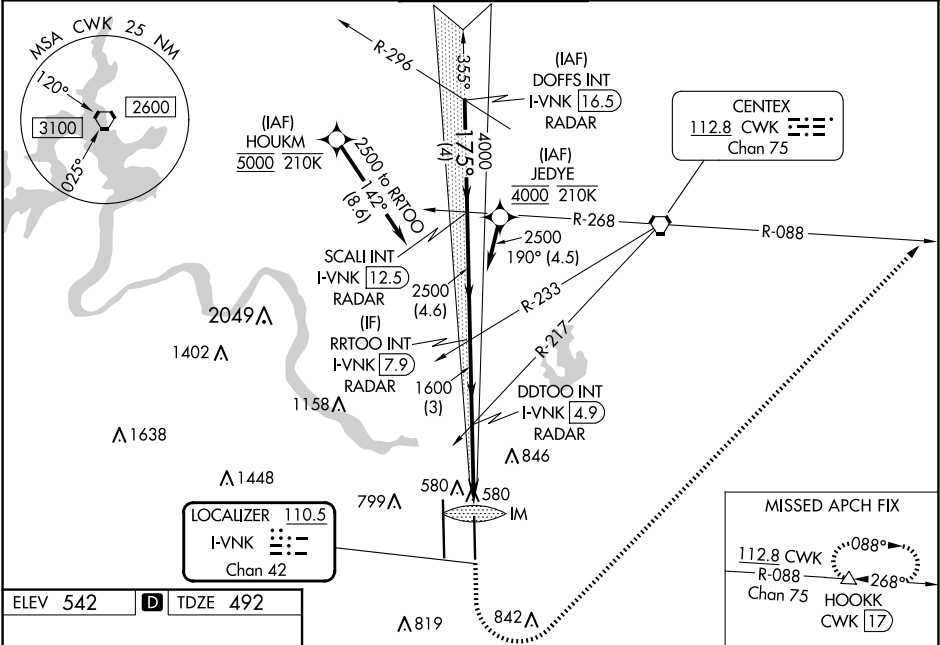 MSA CWK 25 NM
120°
3100
2600
025°
R-296
355°
(IAF)
DOFFS INT
I-VNK 16.5
RADAR
CENTEX
112.8 CWK
Chan 75
(IAF)
HOUKM
5000 210K
2500 to RRTOO
142°
(8.6)
175°
(4)
4000
(IAF)
JEDYE
4000 210K
R-268
R-088
2500
190° (4.5)
SCALI INT
I-VNK 12.5
RADAR
2500
(4.6)
R-233
R-217
2049
1402
(IF)
RRTOO INT
I-VNK 7.9
RADAR
1600
(3)
1158
DDTOO INT
I-VNK 4.9
RADAR
1638
846
1448
799
580
580
IM
LOCALIZER 110.5
I-VNK
Chan 42
MISSED APCH FIX
112.8 CWK
R-088
Chan 75
088°
268°
HOOKK
CWK 17
ELEV 542 D TDZE 492
819
842